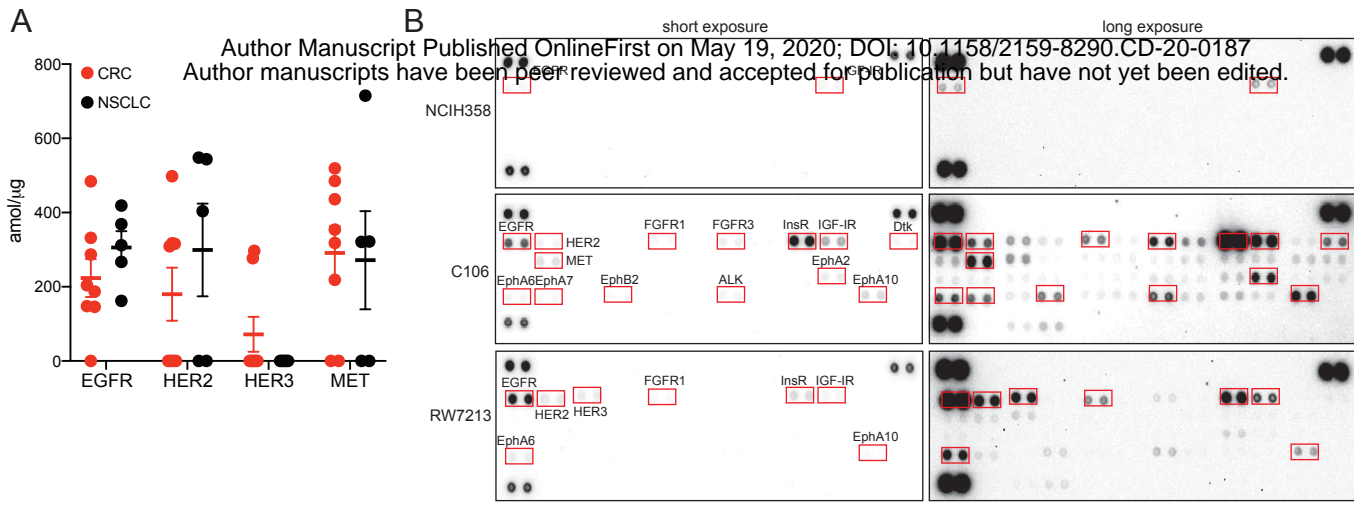 A
B
short exposure
long exposure
Author Manuscript Published OnlineFirst on May 19, 2020; DOI: 10.1158/2159-8290.CD-20-0187
Author manuscripts have been peer reviewed and accepted for publication but have not yet been edited.
CRC
NSCLC
amol/µg
800
600
400
200
0
EGFR HER2 HER3 MET
NCIH358
EGFR IGF-IR
C106
EGFR FGFR1 FGFR3 InsR IGF-IR Dtk
HER2
MET
EphA2
EphA6 EphA7 EphB2 ALK EphA10
RW7213
EGFR FGFR1 InsR IGF-IR
HER2 HER3
EphA6 EphA10